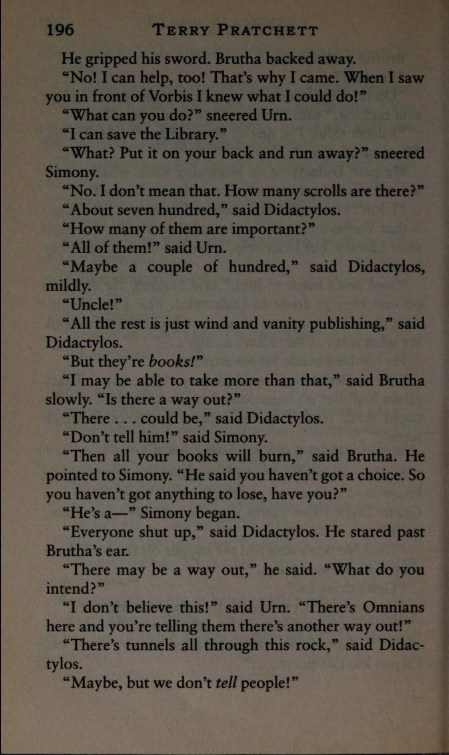 196 TERRY PRATCHETT
He gripped his sword. Brutha backed away.
“No! I can help, too! That’s why I came. When I saw
you in front of Vorbis I knew what I could do!”
“What can you do?” sneered Urn.
“I can save the Library.”
“What? Put it on your back and run away?” sneered
Simony.
“No. I don’t mean that. How many scrolls are there?”
“About seven hundred,” said Didactylos.
“How many of them are important?”
“All of them!” said Urn.
“Maybe a couple of hundred,” said Didactylos,
mildly.
“Uncle!”
“All the rest is just wind and vanity publishing,” said
Didactylos.
“But they’re books!”
“I may be able to take more than that,” said Brutha
slowly. “Is there a way out?”
“There . . . could be,” said Didactylos.
“Don’t tell him!” said Simony.
“Then all your books will burn,” said Brutha. He
pointed to Simony. “He said you haven’t got a choice. So
you haven’t got anything to lose, have you?”
“He’s a—” Simony began.
“Everyone shut up,” said Didactylos. He stared past
Brutha’s ear.
“There may be a way out,” he said. “What do you
intend?”
“I don’t believe this!” said Urn. “There’s Omnians
here and you’re telling them there’s another way out!”
“There’s tunnels all through this rock,” said Didac-
tylos.
“Maybe, but we don’t tell people!”